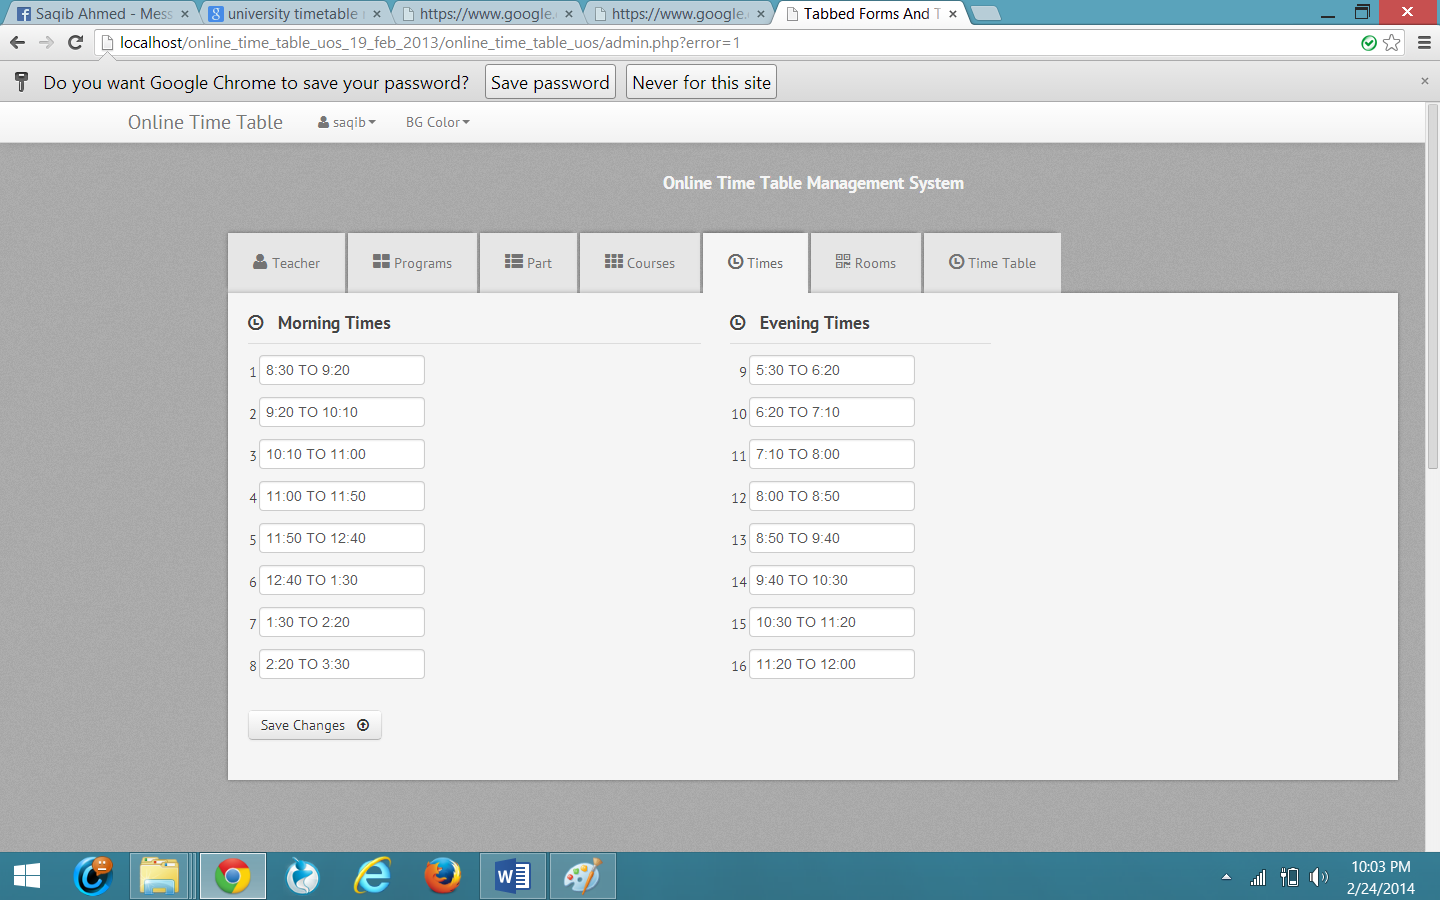 Saqib Ahmed - Mess
university timetable
https://www.google.
https://www.google.
Tabbed Forms And T
localhost/online_time_table_uos_19_feb_2013/online_time_table_uos/admin.php?error=1
Do you want Google Chrome to save your password? Save password Never for this site
Online Time Table saqib BG Color
Online Time Table Management System
Teacher Programs Part Courses Times Rooms Time Table
Morning Times
1 8:30 TO 9:20
2 9:20 TO 10:10
3 10:10 TO 11:00
4 11:00 TO 11:50
5 11:50 TO 12:40
6 12:40 TO 1:30
7 1:30 TO 2:20
8 2:20 TO 3:30
Evening Times
9 5:30 TO 6:20
10 6:20 TO 7:10
11 7:10 TO 8:00
12 8:00 TO 8:50
13 8:50 TO 9:40
14 9:40 TO 10:30
15 10:30 TO 11:20
16 11:20 TO 12:00
Save Changes
10:03 PM
2/24/2014